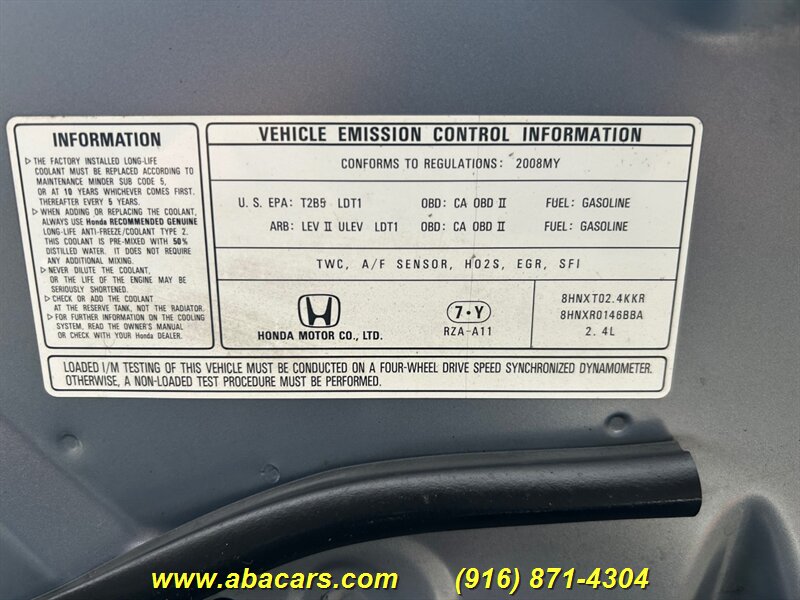 INFORMATION
▷ THE FACTORY INSTALLED LONG-LIFE
COOLANT MUST BE REPLACED ACCORDING TO
MAINTENANCE MINDER SUB CODE 5,
OR AT 10 YEARS WHICHEVER COMES FIRST,
THEREAFTER EVERY 5 YEARS.
▷ WHEN ADDING OR REPLACING THE COOLANT,
ALWAYS USE Honda RECOMMENDED GENUINE
LONG-LIFE ANTI-FREEZE/COOLANT TYPE 2.
THIS COOLANT IS PRE-MIXED WITH 50%
DISTILLED WATER. IT DOES NOT REQUIRE
ANY ADDITIONAL MIXING.
▷ NEVER DILUTE THE COOLANT,
OR THE LIFE OF THE ENGINE MAY BE
SERIOUSLY SHORTENED.
▷ CHECK OR ADD THE COOLANT
AT THE RESERVE TANK, NOT THE RADIATOR.
▷ FOR FURTHER INFORMATION ON THE COOLING
SYSTEM, READ THE OWNER'S MANUAL
OR CHECK WITH YOUR Honda DEALER.
VEHICLE EMISSION CONTROL INFORMATION
CONFORMS TO REGULATIONS: 2008MY
U. S. EPA: T2B5 LDT1 OBD: CA OBD II FUEL: GASOLINE
ARB: LEV II ULEV LDT1 OBD: CA OBD II FUEL: GASOLINE
TWC, A/F SENSOR, HO2S, EGR, SFI
HONDA MOTOR CO., LTD.
7・Y
RZA-A11
8HNXT02.4KKR
8HNXR0146BBA
2. 4L
LOADED I/M TESTING OF THIS VEHICLE MUST BE CONDUCTED ON A FOUR-WHEEL DRIVE SPEED SYNCHRONIZED DYNAMOMETER.
OTHERWISE, A NON-LOADED TEST PROCEDURE MUST BE PERFORMED.
www.abacars.com (916) 871-4304